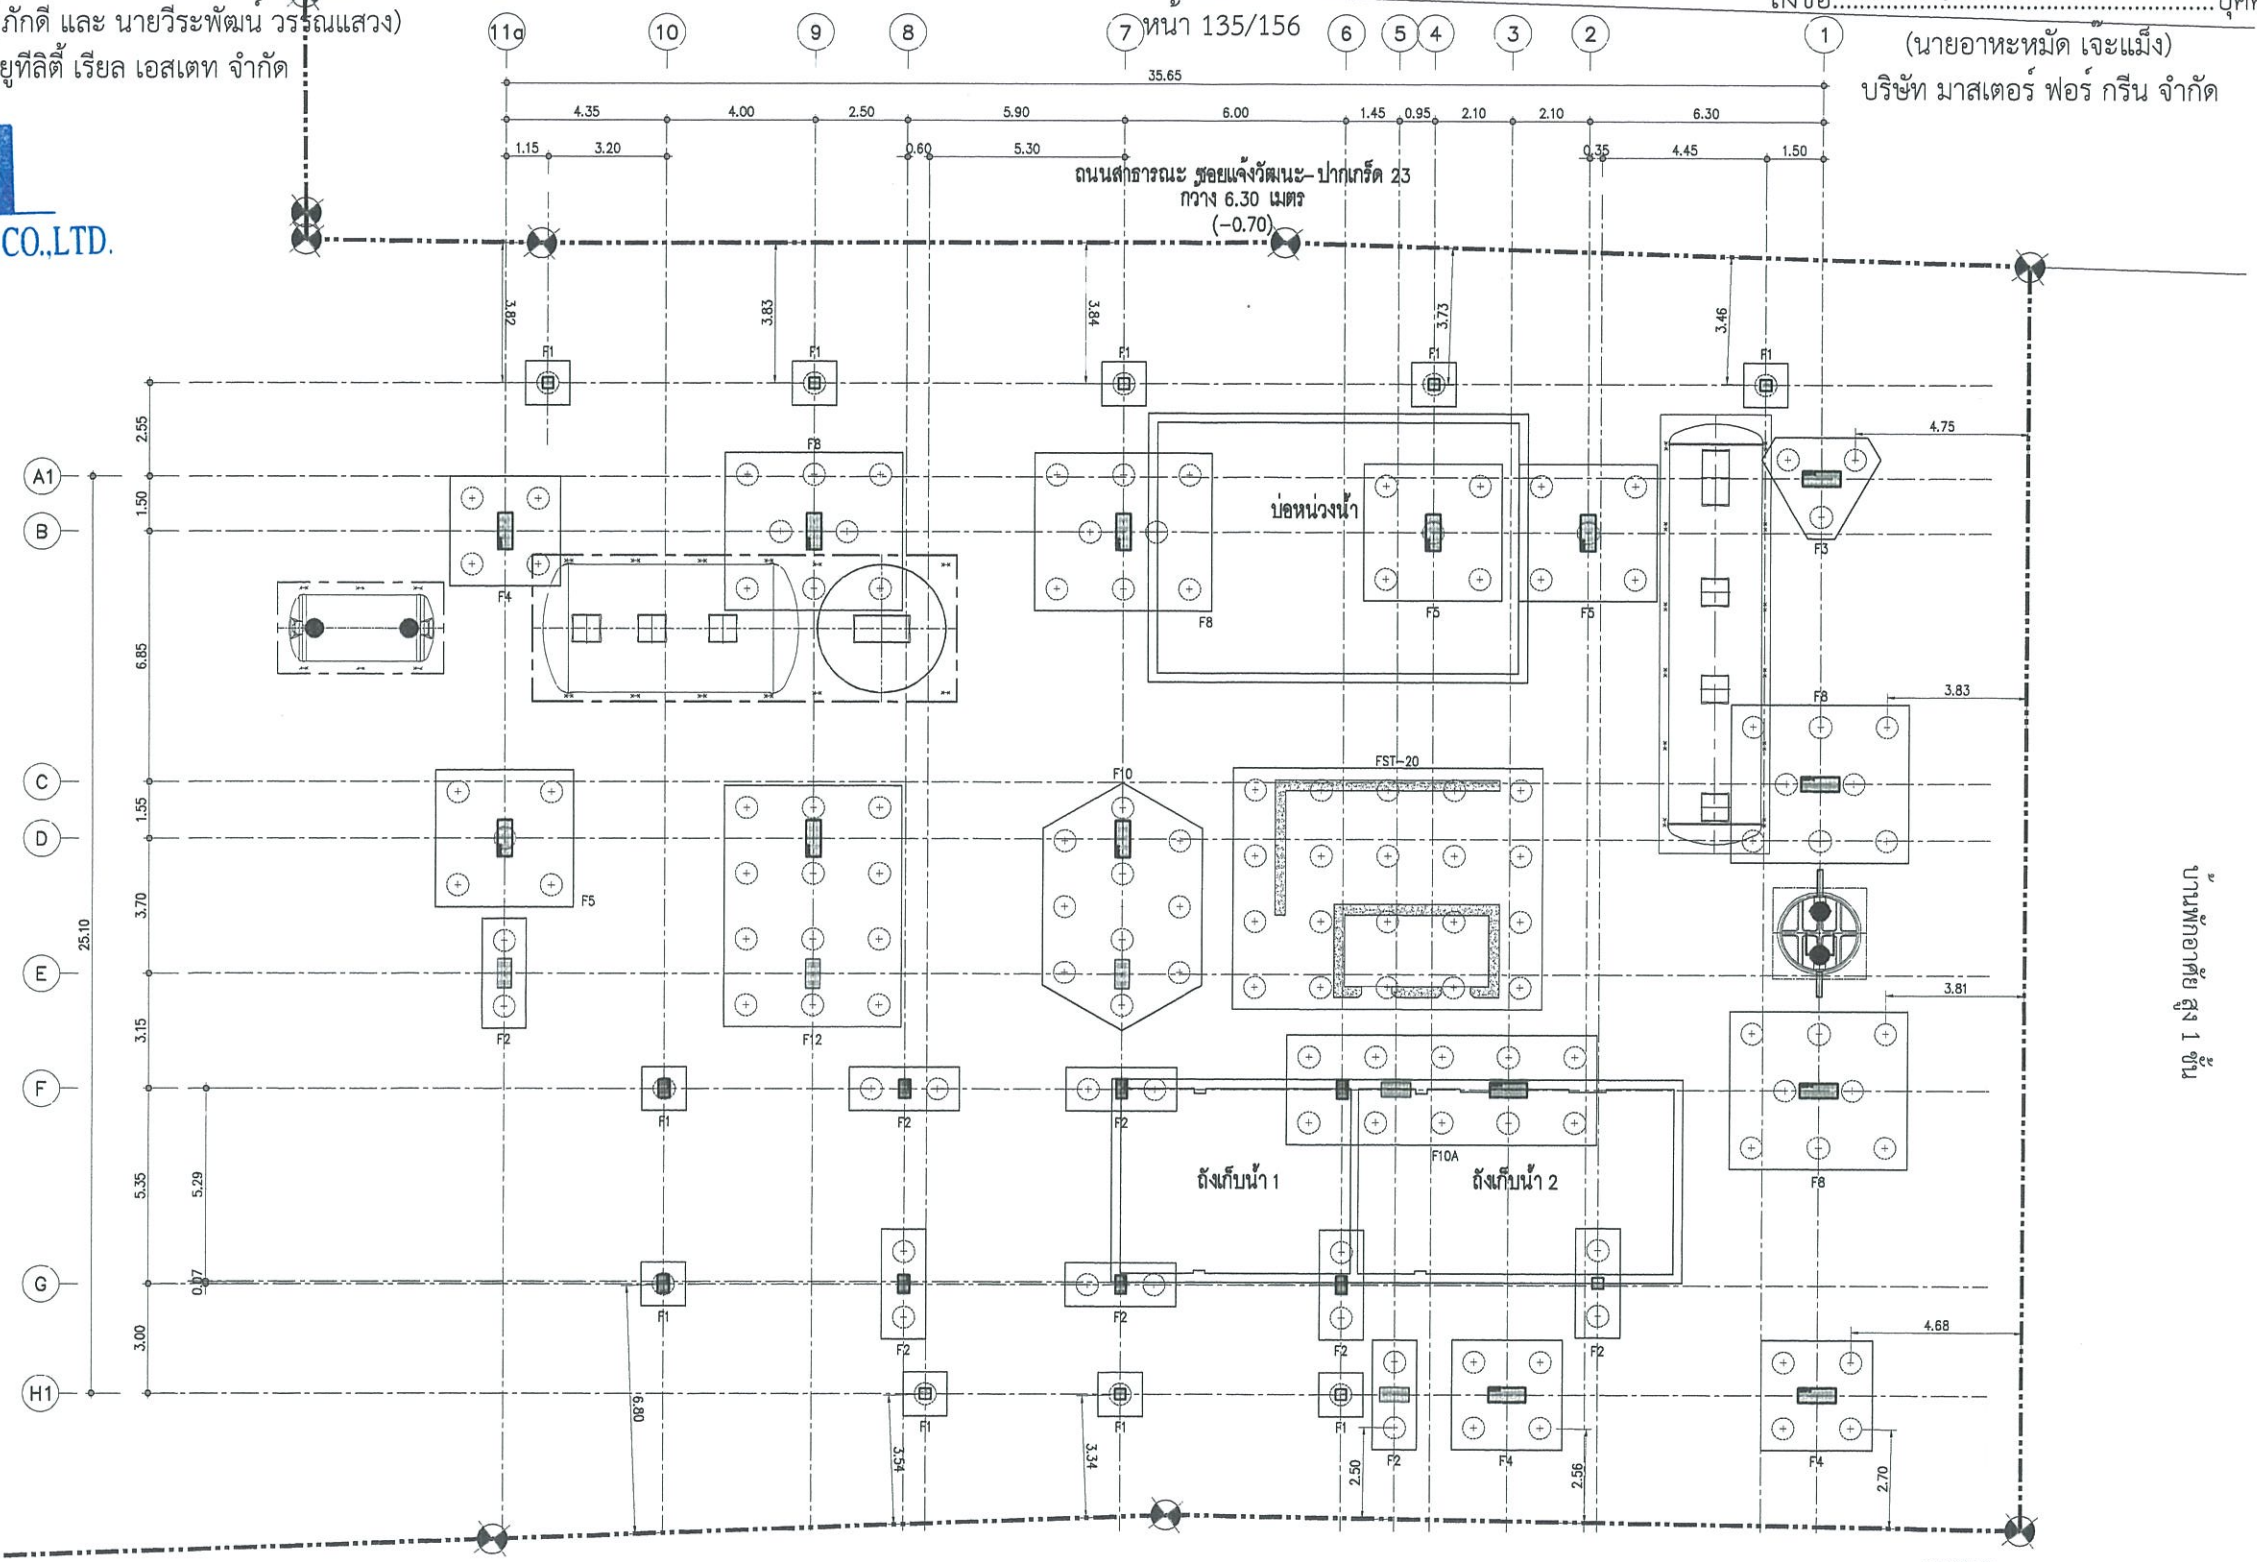 ภักดี และ นายวีระพัฒน์ วรรณแสวง)
ยูทีลิตี้ เรียล เอสเตท จำกัด
CO.,LTD.
หน้า 135/156
(นายอาหะหมัด เจ๊ะแม็ง)
บริษัท มาสเตอร์ ฟอร์ กรีน จำกัด
11a 10 9 8 7 6 5 4 3 2 1
35.65
4.35 4.00 2.50 5.90 6.00 1.45 0.95 2.10 2.10 6.30
1.15 3.20 0.60 5.30 0.35 4.45 1.50
ถนนสาธารณะ ซอยแจ้งวัฒนะ-ปากเกร็ด 23
กว้าง 6.30 เมตร
(-0.70)
3.82 3.83 3.84 3.73 3.46
F1 F1 F1 F1 F1
2.55
4.75
A1
F8
1.50
บ่อหน่วงน้ำ
B
F3
F4
F5 F5
F8
6.85
F8
3.83
FST-20
C
F10
1.55
D
3.70
F5
25.10
E
3.81
3.15
F2 F12
บ้านพักอาศัย สูง 1 ชั้น
F
F1 F2 F2
F10A
5.35
5.29
ถังเก็บน้ำ 1
ถังเก็บน้ำ 2
F8
G
0.07
F1 F2 F2 F2 F2
3.00
4.68
H1
6.80
F1 F1 F1
3.54 3.34
F2 F4 F4
2.50 2.56 2.70